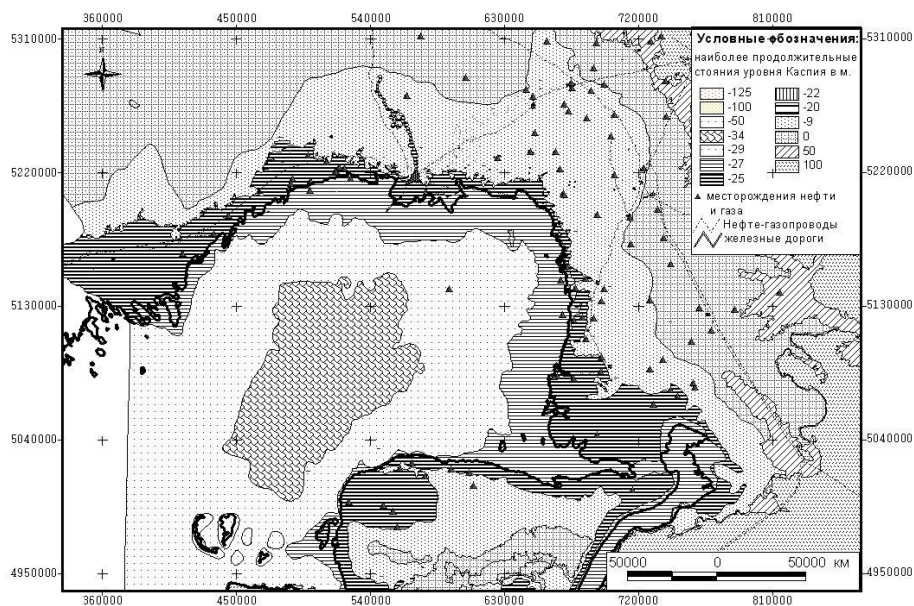 360000 450000 540000 630000 720000 810000
5310000 5310000
Условные обозначения:
наиболее продолжительные
стояния уровня Каспия в м.
-125 -22
-100 -20
-50 -9
-34 0
-29 50
-27 100
-25
месторождения нефти
и газа
Нефте-газопроводы
железные дороги
5220000 5220000
5130000 5130000
5040000 5040000
50000 0 50000 км
4950000 4950000
360000 450000 540000 630000 720000 810000